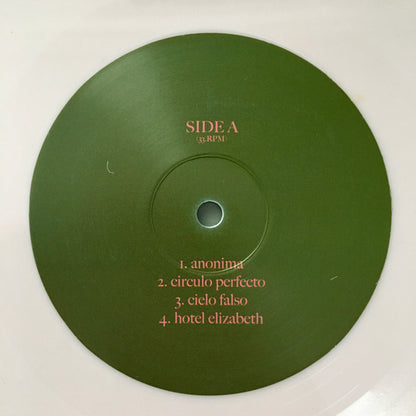 SIDE A
(33 RPM)
1. anonima
2. circulo perfecto
3. cielo falso
4. hotel elizabeth